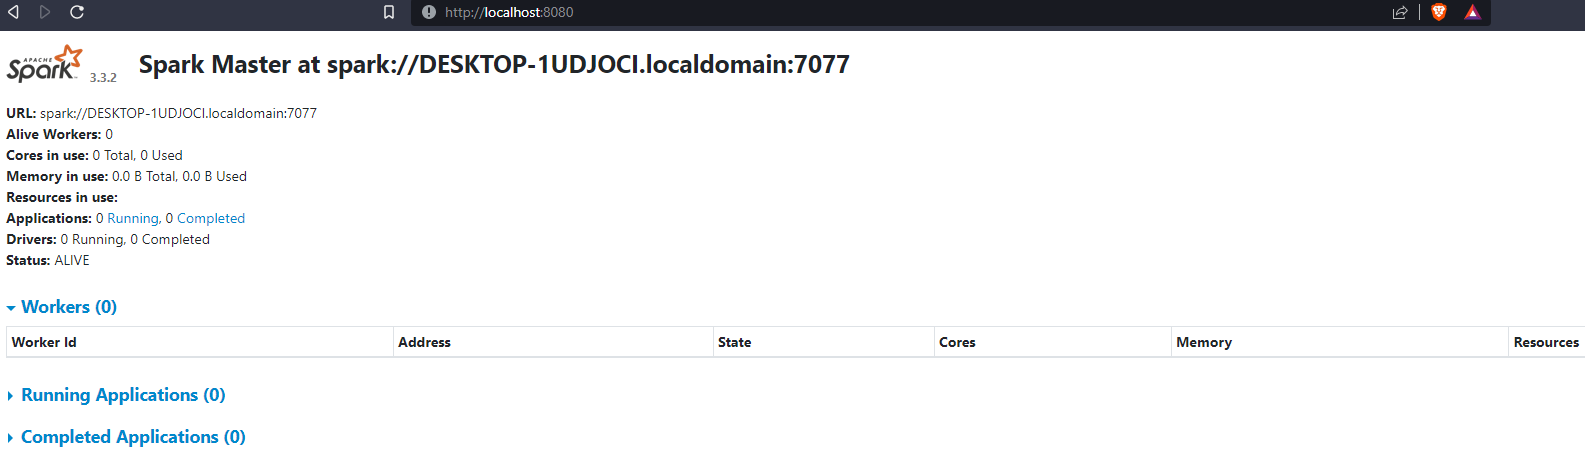 http://localhost:8080
APACHE
Spark 3.3.2 Spark Master at spark://DESKTOP-1UDJOCI.localdomain:7077
URL: spark://DESKTOP-1UDJOCI.localdomain:7077
Alive Workers: 0
Cores in use: 0 Total, 0 Used
Memory in use: 0.0 B Total, 0.0 B Used
Resources in use:
Applications: 0 Running, 0 Completed
Drivers: 0 Running, 0 Completed
Status: ALIVE
Workers (0)
Worker Id Address State Cores Memory Resources
Running Applications (0)
Completed Applications (0)